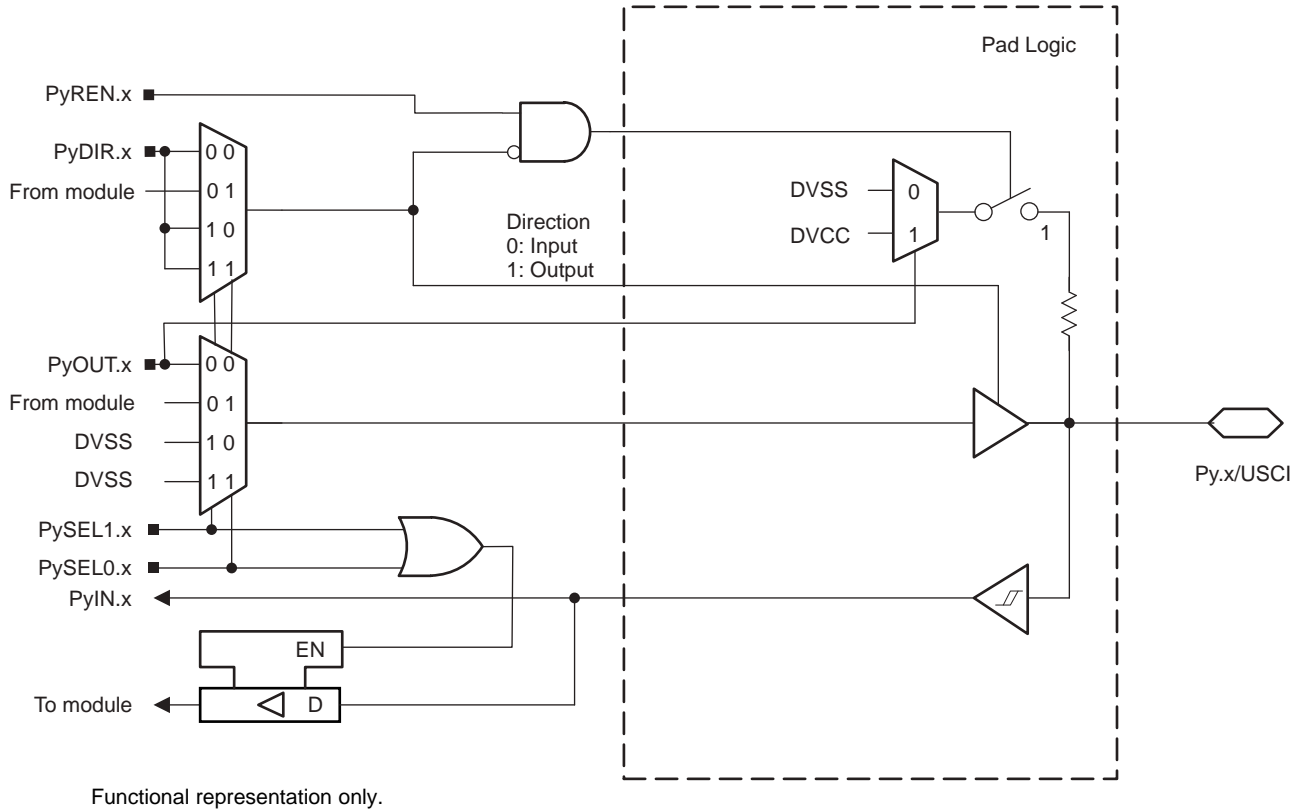 Pad Logic
PyREN.x
PyDIR.x
0 0
From module
0 1
1 0
1 1
Direction
0: Input
1: Output
DVSS
0
DVCC
1
1
PyOUT.x
0 0
From module
0 1
DVSS
1 0
DVSS
1 1
Py.x/USCI
PySEL1.x
PySEL0.x
PyIN.x
EN
To module
D
Functional representation only.